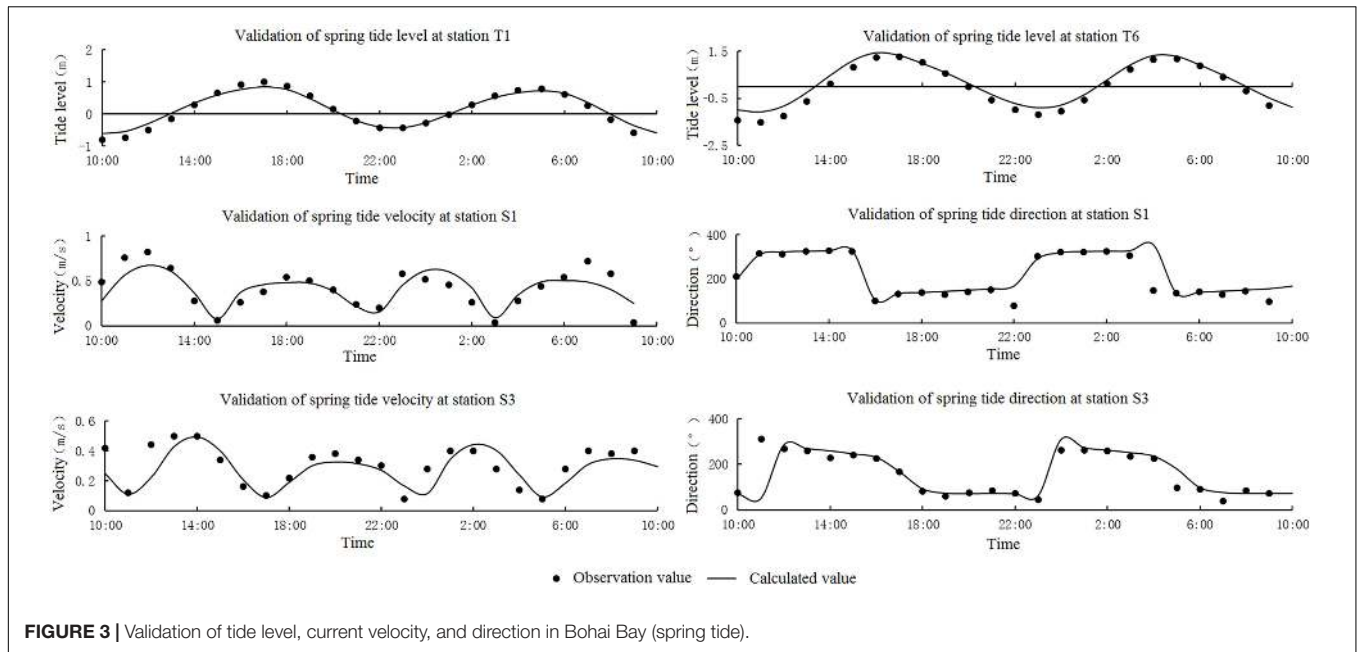 Validation of spring tide level at station T1
Tide level (m)
2
1
0
-1
10:00 14:00 18:00 22:00 2:00 6:00 10:00
Time
Validation of spring tide level at station T6
Tide level (m)
1.5
-0.5
-2.5
10:00 14:00 18:00 22:00 2:00 6:00 10:00
Time
Validation of spring tide velocity at station S1
Velocity (m/s)
1
0.5
0
10:00 14:00 18:00 22:00 2:00 6:00 10:00
Time
Validation of spring tide direction at station S1
Direction (°)
400
200
0
10:00 14:00 18:00 22:00 2:00 6:00 10:00
Time
Validation of spring tide velocity at station S3
Velocity (m/s)
0.6
0.4
0.2
0
10:00 14:00 18:00 22:00 2:00 6:00 10:00
Time
Validation of spring tide direction at station S3
Direction (°)
400
200
0
10:00 14:00 18:00 22:00 2:00 6:00 10:00
Time
Observation value Calculated value
FIGURE 3 | Validation of tide level, current velocity, and direction in Bohai Bay (spring tide).